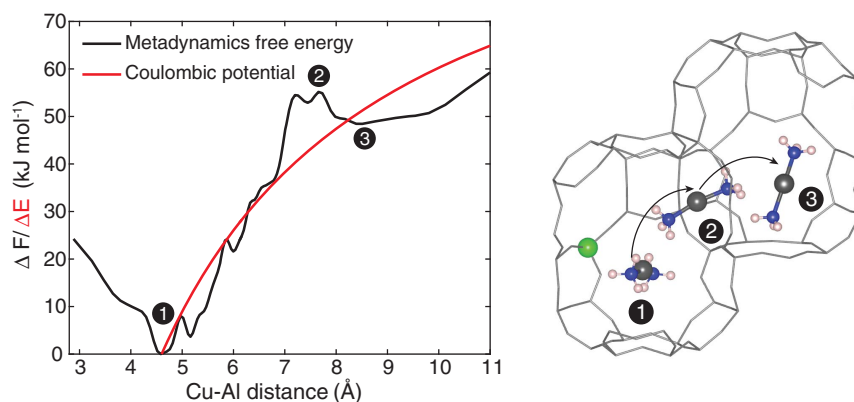 70
60
50
40
30
20
10
0
Δ F/ΔE (kJ mol⁻¹)
Metadynamics free energy
Coulombic potential
1
2
3
3 4 5 6 7 8 9 10 11
Cu-Al distance (Å)
1
2
3